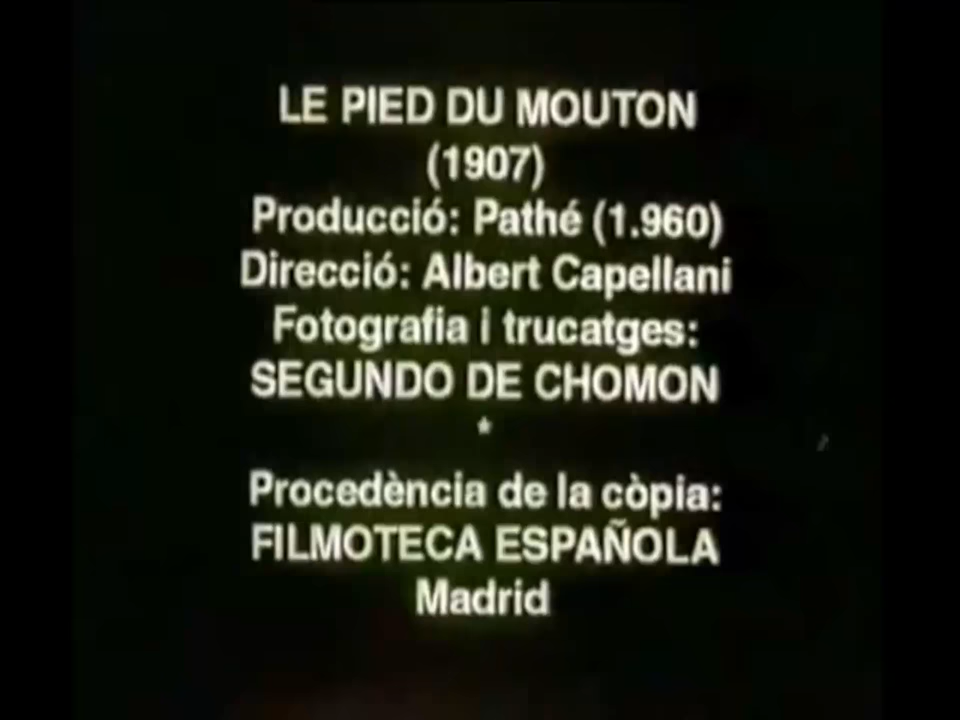 LE PIED DU MOUTON
(1907)
Producció: Pathé (1.960)
Direcció: Albert Capellani
Fotografia i trucatges:
SEGUNDO DE CHOMON
*
Procedència de la còpia:
FILMOTECA ESPAÑOLA
Madrid